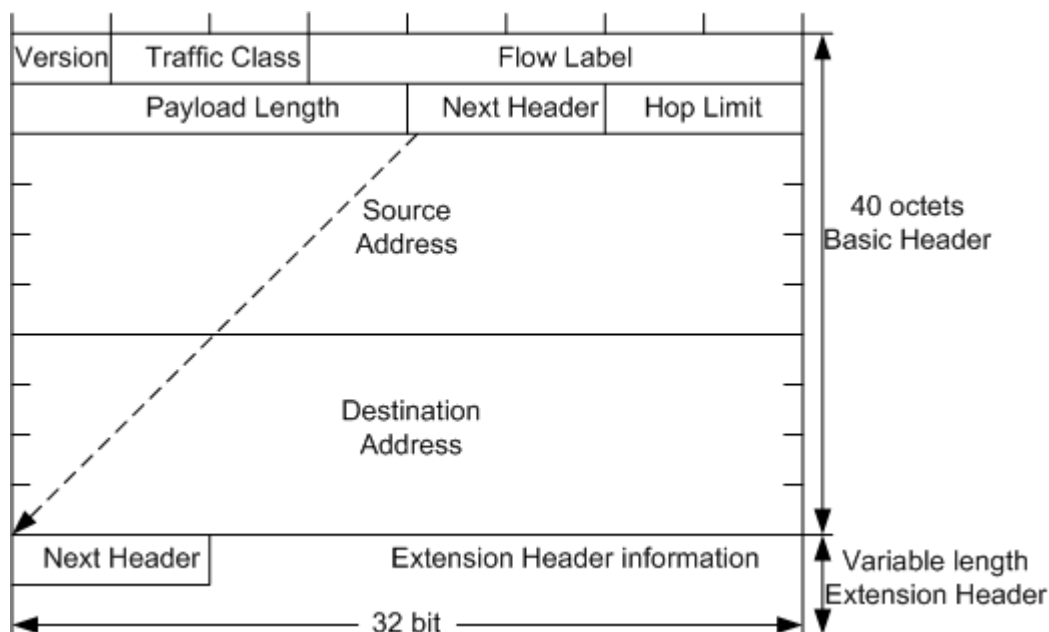 Version Traffic Class Flow Label
Payload Length Next Header Hop Limit
Source
Address
40 octets
Basic Header
Destination
Address
Next Header Extension Header information
Variable length
Extension Header
32 bit